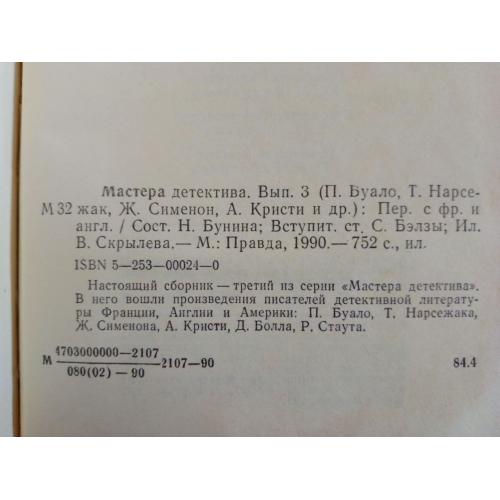 Мастера детектива. Вып. 3 (П. Буало, Т. Нарсе-
М32 жак, Ж. Сименон, А. Кристи и др.): Пер. с фр. и
англ. / Сост. Н. Бунина; Вступит. ст. С. Бэлзы; Ил.
В. Скрылева.— М.: Правда, 1990.— 752 с., ил.
ISBN 5—253—00024—0
Настоящий сборник — третий из серии «Мастера детектива».
В него вошли произведения писателей детективной литерату-
ры Франции, Англии и Америки: П. Буало, Т. Нарсежака,
Ж. Сименона, А. Кристи, Д. Болла, Р. Стаута.
М 4703000000—2107 2107—90 84.4
080(02) — 90